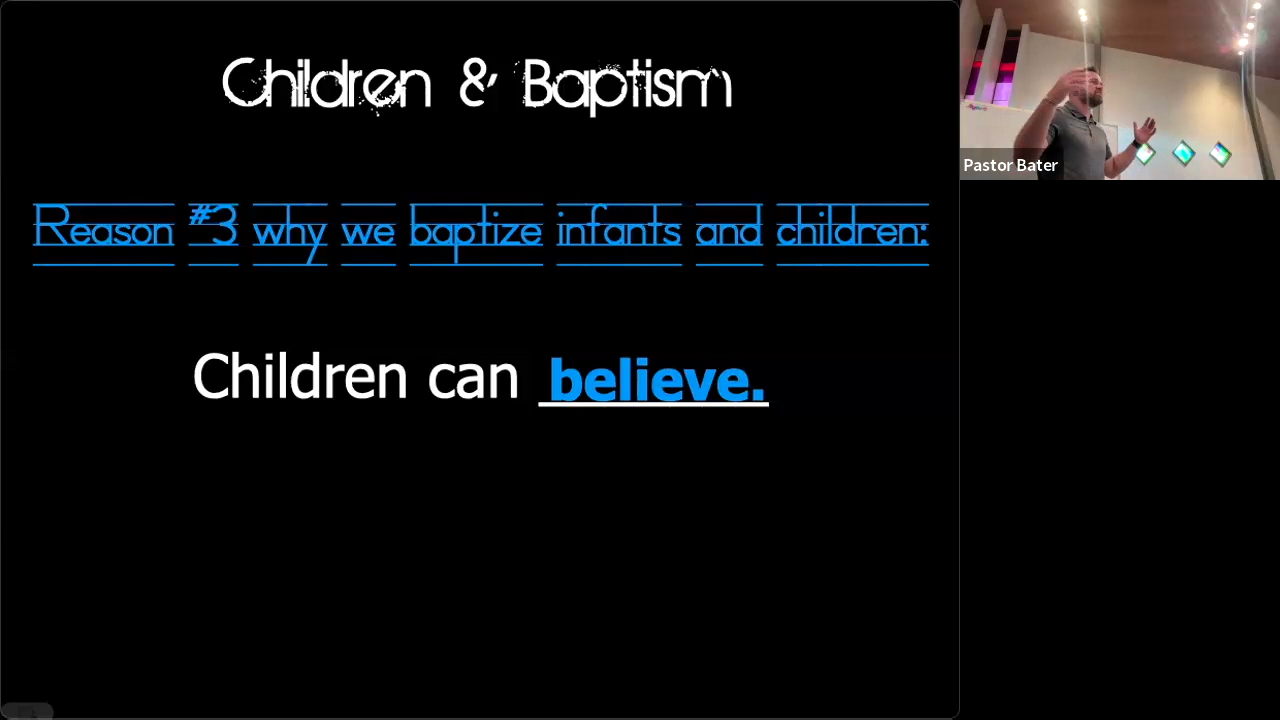 Children & Baptism
Reason #3 why we baptize infants and children:
Children can believe.
Pastor Bater